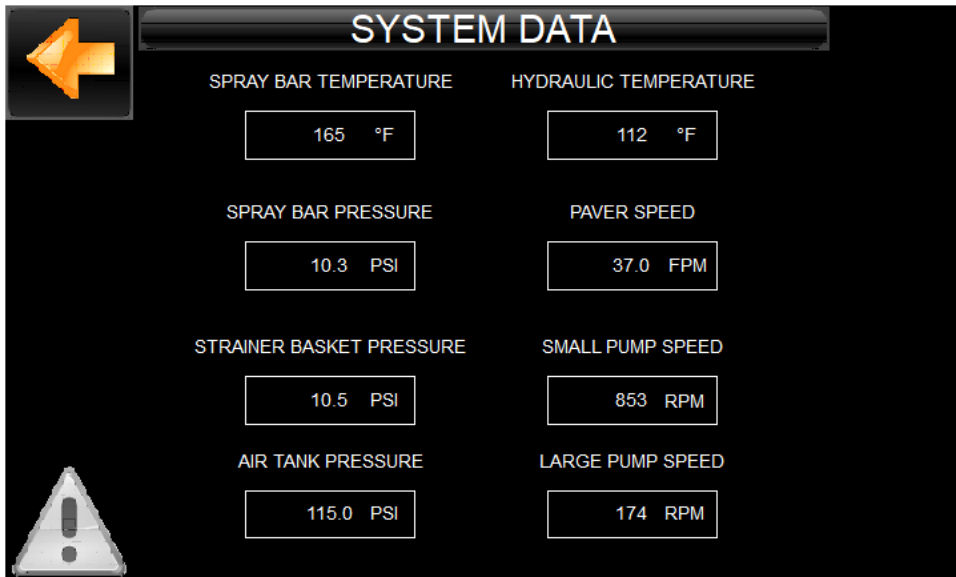 SYSTEM DATA
SPRAY BAR TEMPERATURE
165 °F
HYDRAULIC TEMPERATURE
112 °F
SPRAY BAR PRESSURE
10.3 PSI
PAVER SPEED
37.0 FPM
STRAINER BASKET PRESSURE
10.5 PSI
SMALL PUMP SPEED
853 RPM
AIR TANK PRESSURE
115.0 PSI
LARGE PUMP SPEED
174 RPM